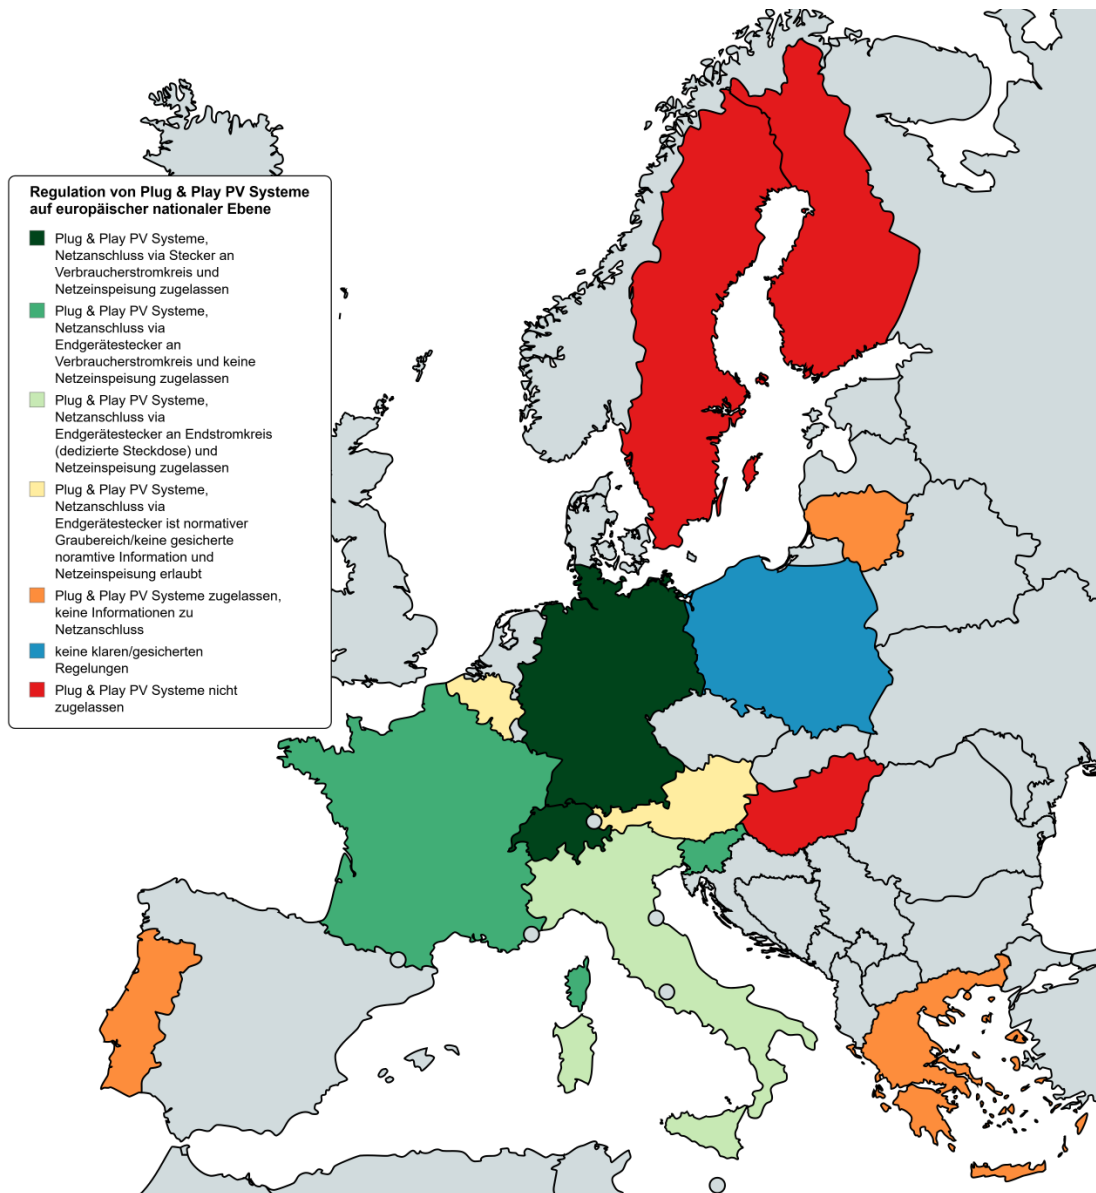 Regulation von Plug & Play PV Systeme
auf europäischer nationaler Ebene
Plug & Play PV Systeme,
Netzanschluss via Stecker an
Verbraucherstromkreis und
Netzeinspeisung zugelassen
Plug & Play PV Systeme,
Netzanschluss via
Endgerätestecker an
Verbraucherstromkreis und keine
Netzeinspeisung zugelassen
Plug & Play PV Systeme,
Netzanschluss via
Endgerätestecker an Endstromkreis
(dedizierte Steckdose) und
Netzeinspeisung zugelassen
Plug & Play PV Systeme,
Netzanschluss via
Endgerätestecker ist normativer
Graubereich/keine gesicherte
noramtive Information und
Netzeinspeisung erlaubt
Plug & Play PV Systeme zugelassen,
keine Informationen zu
Netzanschluss
keine klaren/gesicherten
Regelungen
Plug & Play PV Systeme nicht
zugelassen